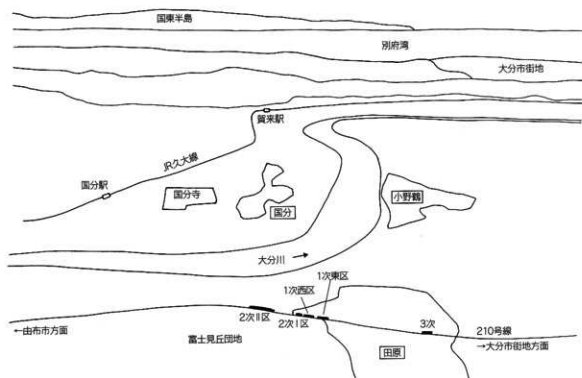 国東半島
別府湾
大分市街地
賀来駅
JR久大線
国分駅
国分寺
国分
小野鶴
大分川 →
1次東区
1次西区
2次Ⅱ区
2次Ⅰ区
3次
210号線
←由布市方面
富士見丘団地
田原
→大分市街地方面